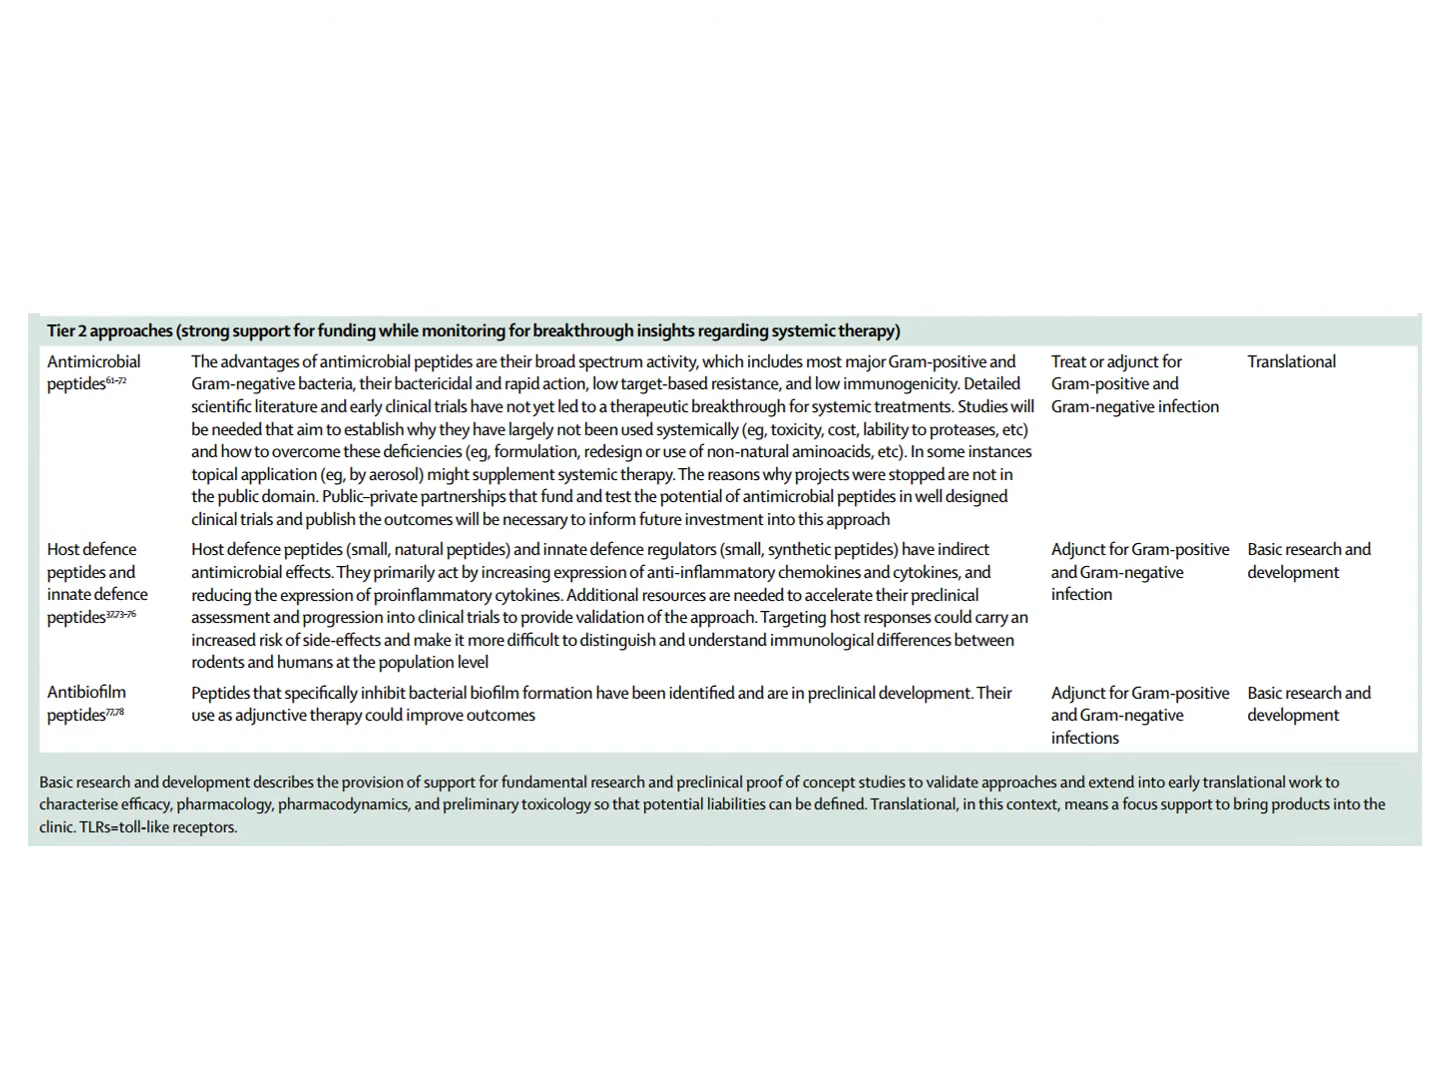 Tier 2 approaches (strong support for funding while monitoring for breakthrough insights regarding systemic therapy)
Antimicrobial
peptides61–72
The advantages of antimicrobial peptides are their broad spectrum activity, which includes most major Gram-positive and
Gram-negative bacteria, their bactericidal and rapid action, low target-based resistance, and low immunogenicity. Detailed
scientific literature and early clinical trials have not yet led to a therapeutic breakthrough for systemic treatments. Studies will
be needed that aim to establish why they have largely not been used systemically (eg, toxicity, cost, lability to proteases, etc)
and how to overcome these deficiencies (eg, formulation, redesign or use of non-natural aminoacids, etc). In some instances
topical application (eg, by aerosol) might supplement systemic therapy. The reasons why projects were stopped are not in
the public domain. Public–private partnerships that fund and test the potential of antimicrobial peptides in well designed
clinical trials and publish the outcomes will be necessary to inform future investment into this approach
Treat or adjunct for
Gram-positive and
Gram-negative infection
Translational
Host defence
peptides and
innate defence
peptides37,73–76
Host defence peptides (small, natural peptides) and innate defence regulators (small, synthetic peptides) have indirect
antimicrobial effects. They primarily act by increasing expression of anti-inflammatory chemokines and cytokines, and
reducing the expression of proinflammatory cytokines. Additional resources are needed to accelerate their preclinical
assessment and progression into clinical trials to provide validation of the approach. Targeting host responses could carry an
increased risk of side-effects and make it more difficult to distinguish and understand immunological differences between
rodents and humans at the population level
Adjunct for Gram-positive
and Gram-negative
infection
Basic research and
development
Antibiofilm
peptides77,78
Peptides that specifically inhibit bacterial biofilm formation have been identified and are in preclinical development. Their
use as adjunctive therapy could improve outcomes
Adjunct for Gram-positive
and Gram-negative
infections
Basic research and
development
Basic research and development describes the provision of support for fundamental research and preclinical proof of concept studies to validate approaches and extend into early translational work to
characterise efficacy, pharmacology, pharmacodynamics, and preliminary toxicology so that potential liabilities can be defined. Translational, in this context, means a focus support to bring products into the
clinic. TLRs=toll-like receptors.